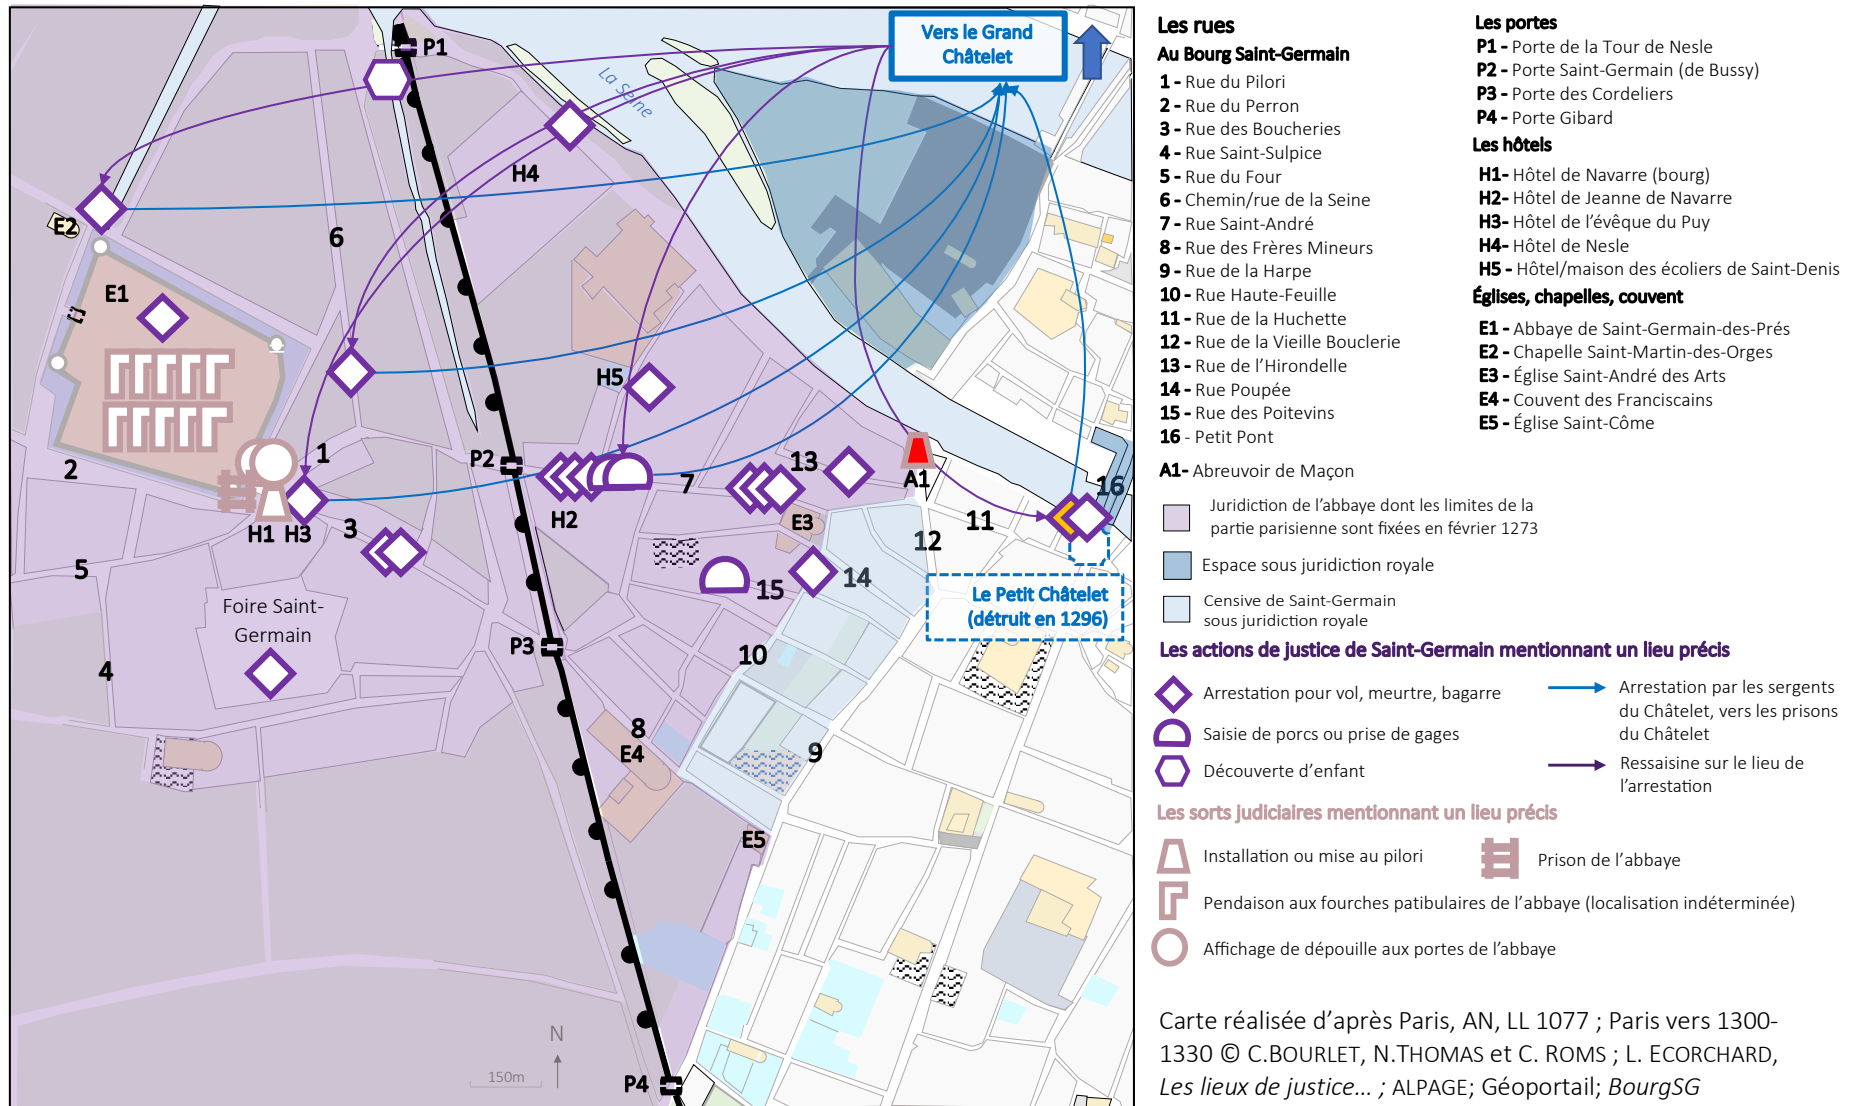 Vers le Grand
Châtelet
P1
La Seine
H4
E2
6
E1
H5
1
2
P2
7
13
A1
16
H1
H3
3
H2
E3
12
11
5
15
14
Le Petit Châtelet
(détruit en 1296)
Foire Saint-
Germain
P3
10
4
8
E4
9
E5
N
150m
P4
Les rues
Au Bourg Saint-Germain
1 - Rue du Pilori
2 - Rue du Perron
3 - Rue des Boucheries
4 - Rue Saint-Sulpice
5 - Rue du Four
6 - Chemin/rue de la Seine
7 - Rue Saint-André
8 - Rue des Frères Mineurs
9 - Rue de la Harpe
10 - Rue Haute-Feuille
11 - Rue de la Huchette
12 - Rue de la Vieille Bouclerie
13 - Rue de l’Hirondelle
14 - Rue Poupée
15 - Rue des Poitevins
16 - Petit Pont
A1- Abreuvoir de Maçon
Les portes
P1 - Porte de la Tour de Nesle
P2 - Porte Saint-Germain (de Bussy)
P3 - Porte des Cordeliers
P4 - Porte Gibard
Les hôtels
H1- Hôtel de Navarre (bourg)
H2- Hôtel de Jeanne de Navarre
H3- Hôtel de l’évêque du Puy
H4- Hôtel de Nesle
H5 - Hôtel/maison des écoliers de Saint-Denis
Églises, chapelles, couvent
E1 - Abbaye de Saint-Germain-des-Prés
E2 - Chapelle Saint-Martin-des-Orges
E3 - Église Saint-André des Arts
E4 - Couvent des Franciscains
E5 - Église Saint-Côme
Juridiction de l’abbaye dont les limites de la
partie parisienne sont fixées en février 1273
Espace sous juridiction royale
Censive de Saint-Germain
sous juridiction royale
Les actions de justice de Saint-Germain mentionnant un lieu précis
Arrestation pour vol, meurtre, bagarre
Saisie de porcs ou prise de gages
Découverte d’enfant
Arrestation par les sergents
du Châtelet, vers les prisons
du Châtelet
Ressaisine sur le lieu de
l’arrestation
Les sorts judiciaires mentionnant un lieu précis
Installation ou mise au pilori
Prison de l’abbaye
Pendaison aux fourches patibulaires de l’abbaye (localisation indéterminée)
Affichage de dépouille aux portes de l’abbaye
Carte réalisée d’après Paris, AN, LL 1077 ; Paris vers 1300-
1330 © C.BOURLET, N.THOMAS et C. ROMS ; L. ECORCHARD,
Les lieux de justice... ; ALPAGE; Géoportail; BourgSG